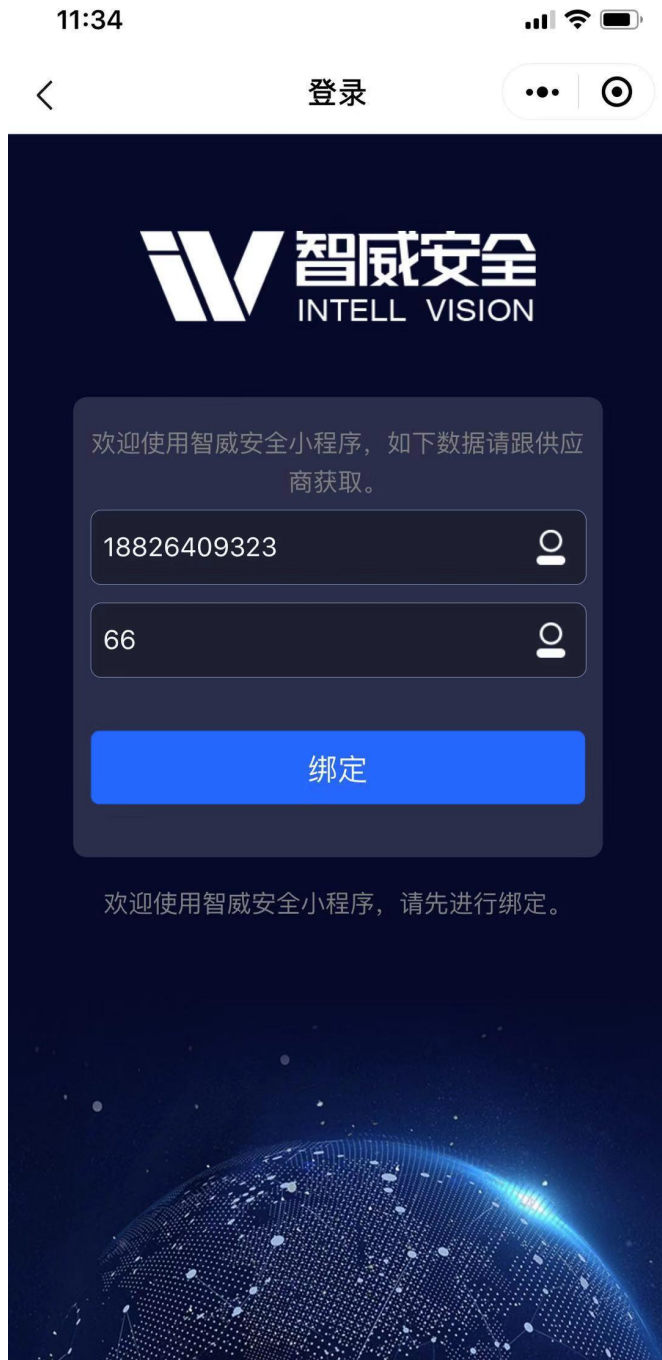 11:34
登录
智威安全
INTELL VISION
欢迎使用智威安全小程序，如下数据请跟供应
商获取。
18826409323
66
绑定
欢迎使用智威安全小程序，请先进行绑定。